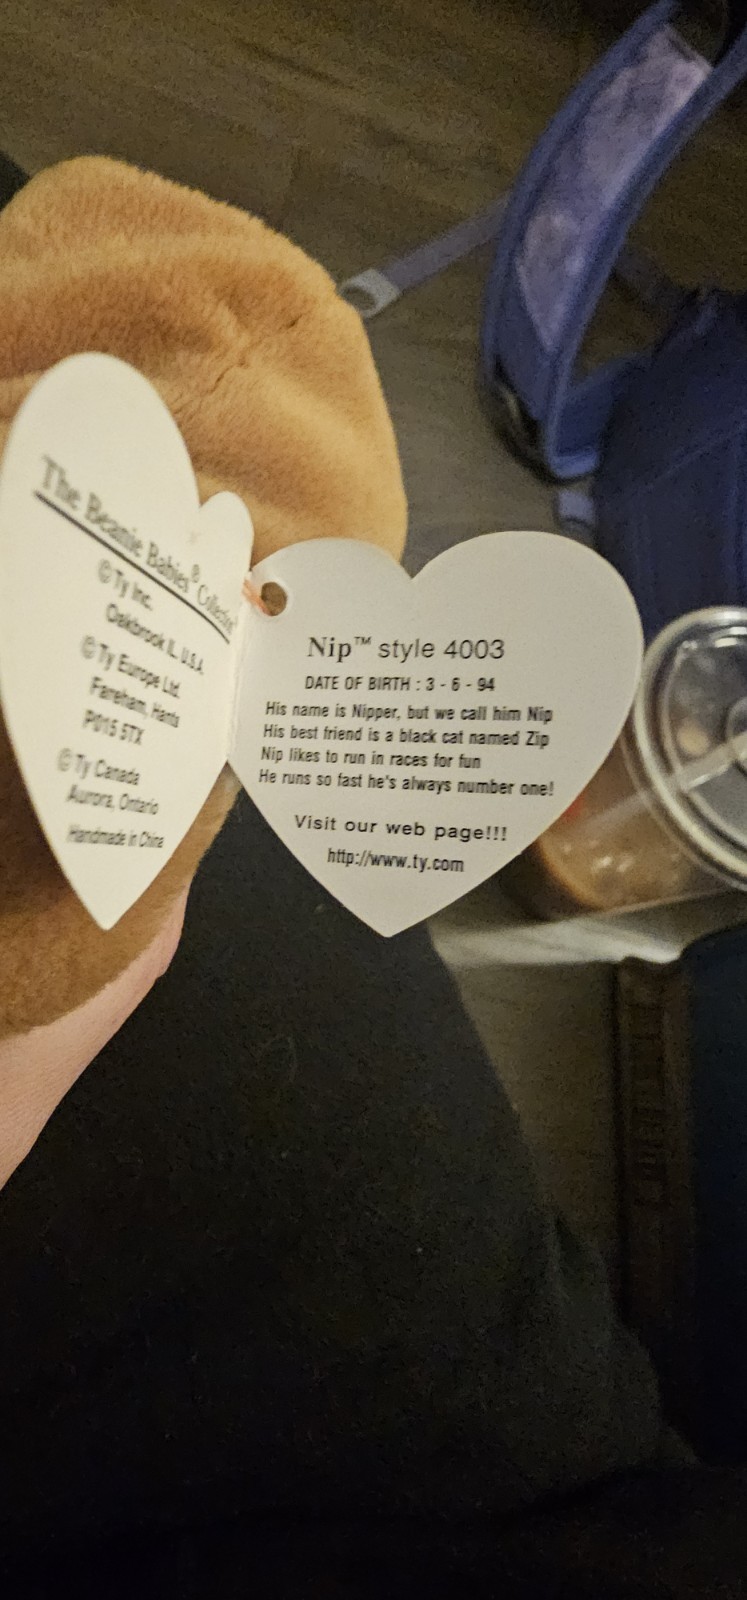 The Beanie Babies® Collection
© Ty Inc.
Oakbrook IL. U.S.A.
© Ty Europe Ltd.
Fareham, Hants
P015 5TX
© Ty Canada
Aurora, Ontario
Handmade in China
Nip™ style 4003
DATE OF BIRTH : 3 - 6 - 94
His name is Nipper, but we call him Nip
His best friend is a black cat named Zip
Nip likes to run in races for fun
He runs so fast he's always number one!
Visit our web page!!!
http://www.ty.com